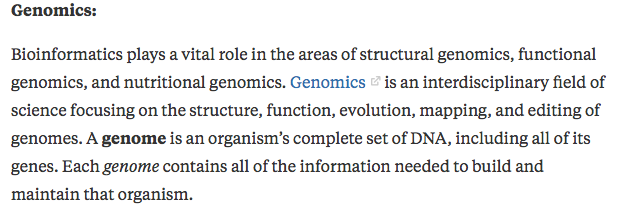 Genomics:
Bioinformatics plays a vital role in the areas of structural genomics, functional
genomics, and nutritional genomics. Genomics is an interdisciplinary field of
science focusing on the structure, function, evolution, mapping, and editing of
genomes. A genome is an organism’s complete set of DNA, including all of its
genes. Each genome contains all of the information needed to build and
maintain that organism.